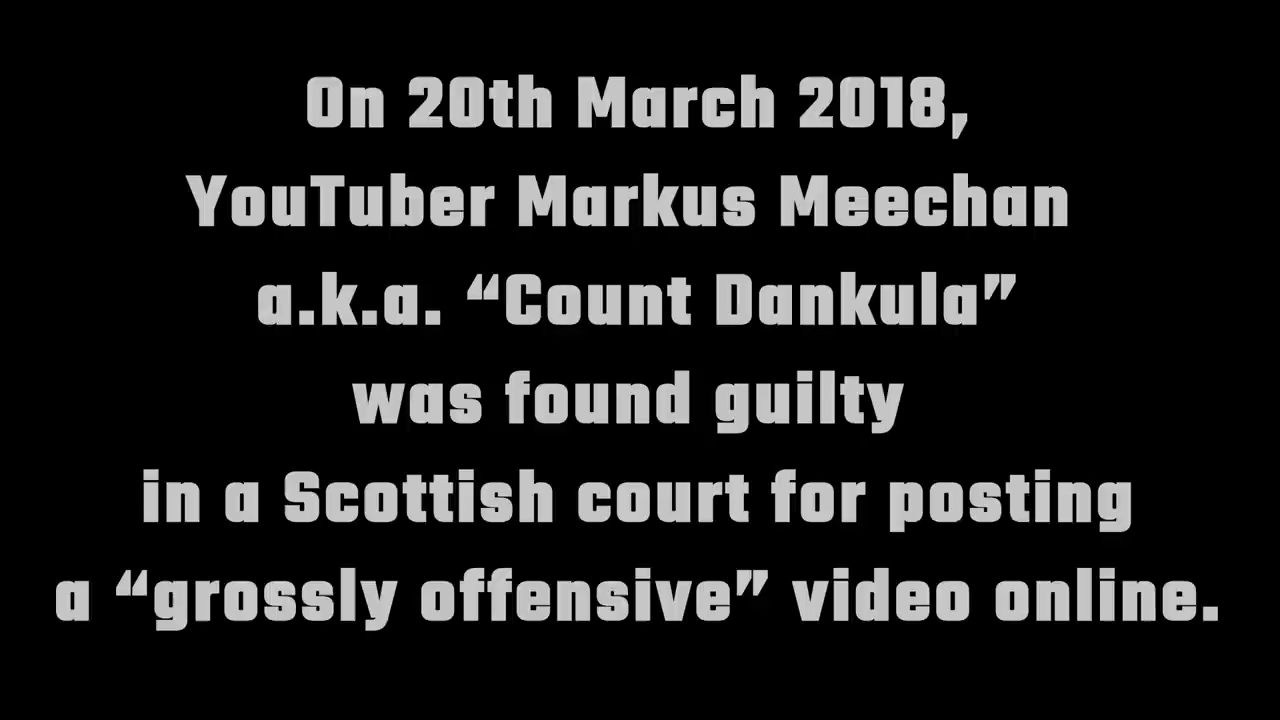 On 20th March 2018,
YouTuber Markus Meechan
a.k.a. “Count Dankula”
was found guilty
in a Scottish court for posting
a “grossly offensive” video online.